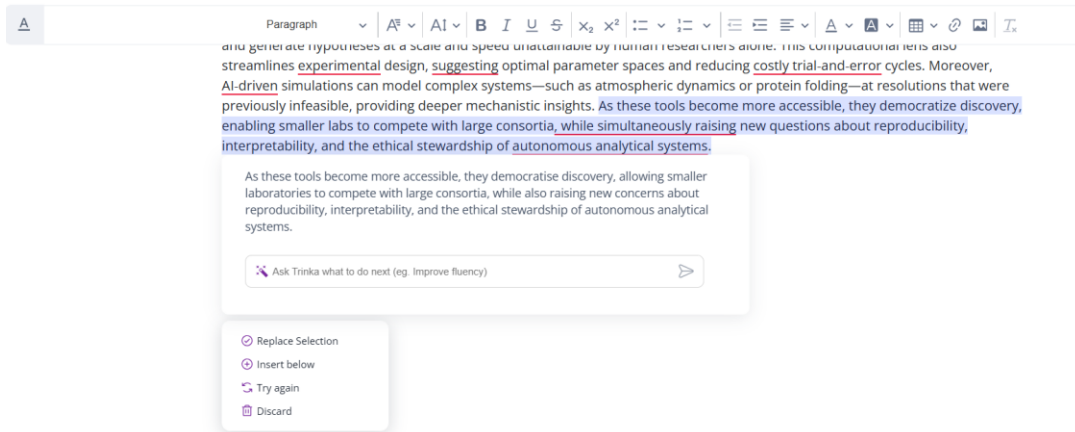 Paragraph
and generate hypotheses at a scale and speed unattainable by human researchers alone. This computational lens also
streamlines experimental design, suggesting optimal parameter spaces and reducing costly trial-and-error cycles. Moreover,
AI-driven simulations can model complex systems—such as atmospheric dynamics or protein folding—at resolutions that were
previously infeasible, providing deeper mechanistic insights. As these tools become more accessible, they democratize discovery,
enabling smaller labs to compete with large consortia, while simultaneously raising new questions about reproducibility,
interpretability, and the ethical stewardship of autonomous analytical systems.
As these tools become more accessible, they democratise discovery, allowing smaller
laboratories to compete with large consortia, while also raising new concerns about
reproducibility, interpretability, and the ethical stewardship of autonomous analytical
systems.
Ask Trinka what to do next (eg. Improve fluency)
Replace Selection
Insert below
Try again
Discard